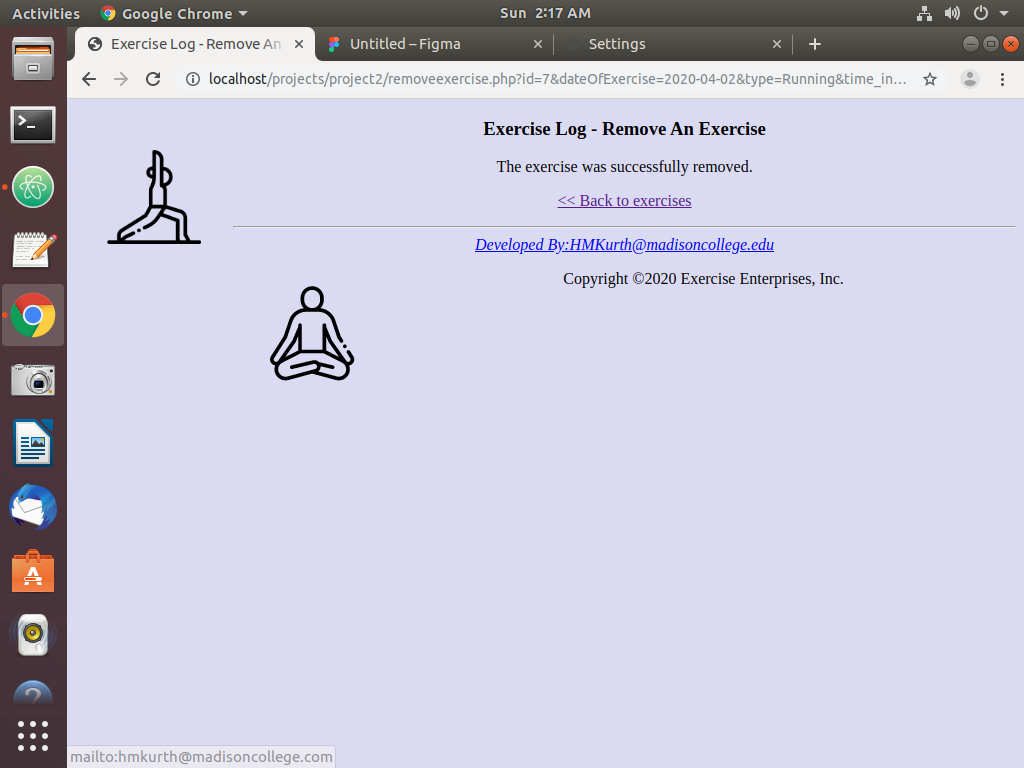 Activities Google Chrome Sun 2:17 AM
Exercise Log - Remove An Untitled – Figma Settings
localhost/projects/project2/removeexercise.php?id=7&dateOfExercise=2020-04-02&type=Running&time_in…
Exercise Log - Remove An Exercise
The exercise was successfully removed.
<< Back to exercises
Developed By:HMKurth@madisoncollege.edu
Copyright ©2020 Exercise Enterprises, Inc.
mailto:hmkurth@madisoncollege.com